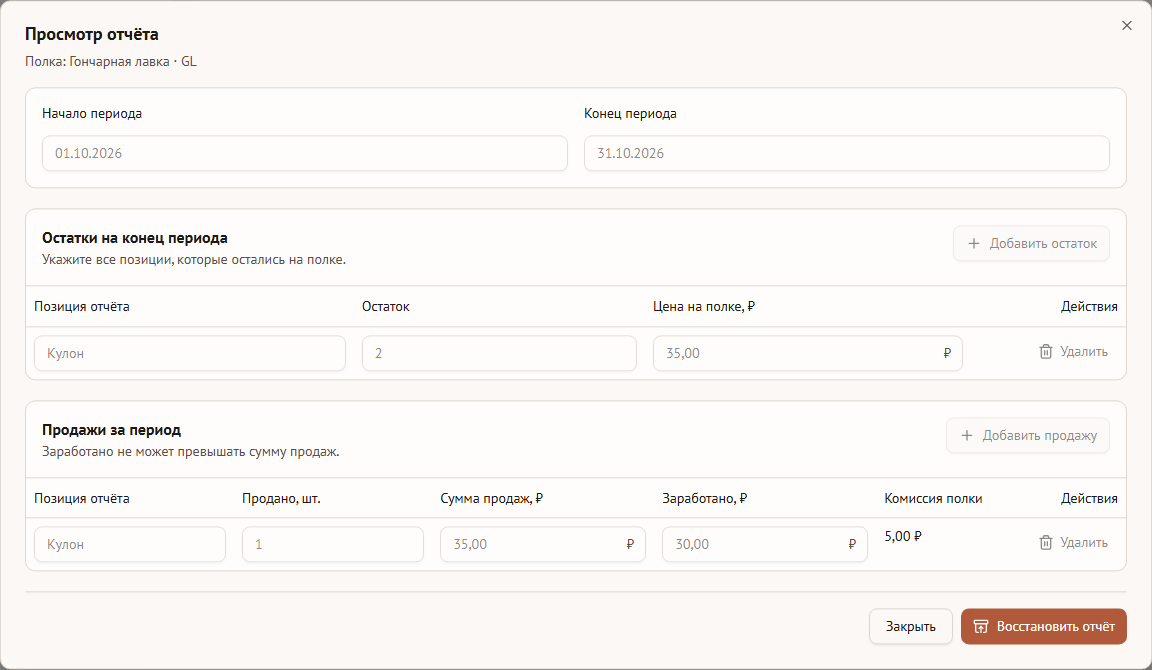 Просмотр отчёта
Полка: Гончарная лавка · GL
Начало периода Конец периода
01.10.2026 31.10.2026
Остатки на конец периода
Укажите все позиции, которые остались на полке.
Добавить остаток
Позиция отчёта Остаток Цена на полке, ₽ Действия
Кулон 2 35,00 ₽ Удалить
Продажи за период
Заработано не может превышать сумму продаж.
Добавить продажу
Позиция отчёта Продано, шт. Сумма продаж, ₽ Заработано, ₽ Комиссия полки Действия
Кулон 1 35,00 ₽ 30,00 ₽ 5,00 ₽ Удалить
Закрыть Восстановить отчёт